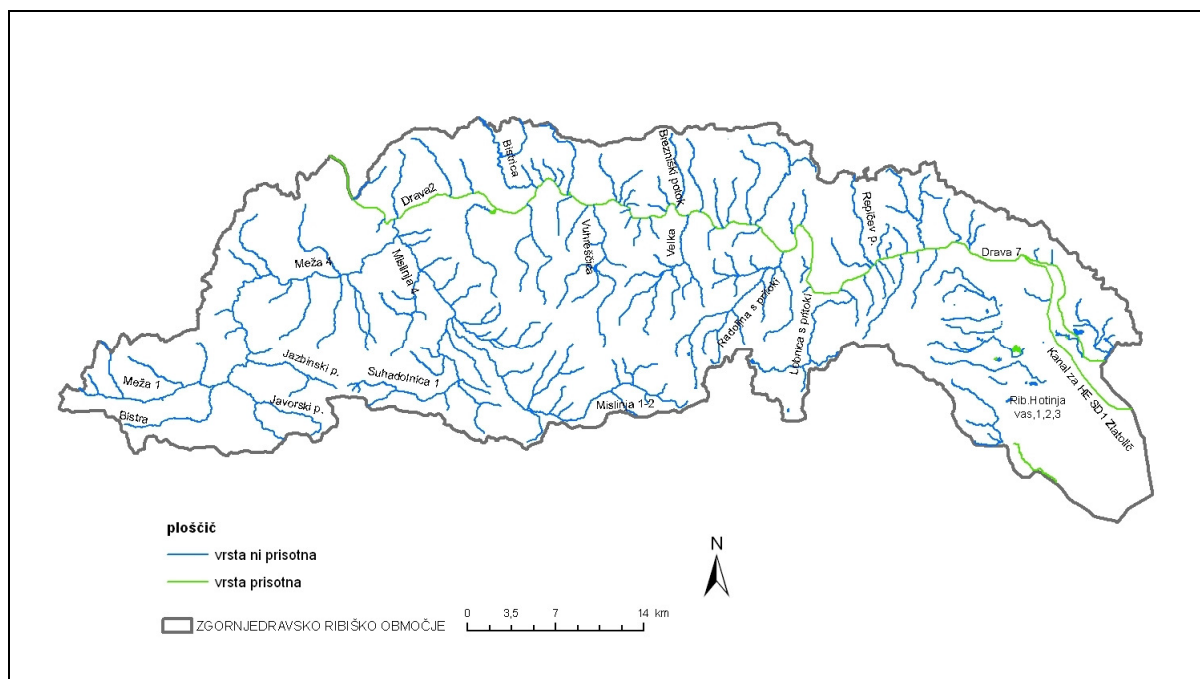 Bistrica
Brezniški potok
Drava2
Repičev p.
Vuhreščica
Velka
Drava 7
Meža 4
Mislinja 4
Radoljna s pritoki
Lobnica s pritoki
Jazbinski p.
Suhadolnica 1
Meža 1
Javorski p.
Mislinja 1-2
Bistra
Kanal za HE SD1 Zlatolič
Rib.Hotinja
vas,1,2,3
ploščič
vrsta ni prisotna
vrsta prisotna
ZGORNJEDRAVSKO RIBIŠKO OBMOČJE
N
0 3,5 7 14 km